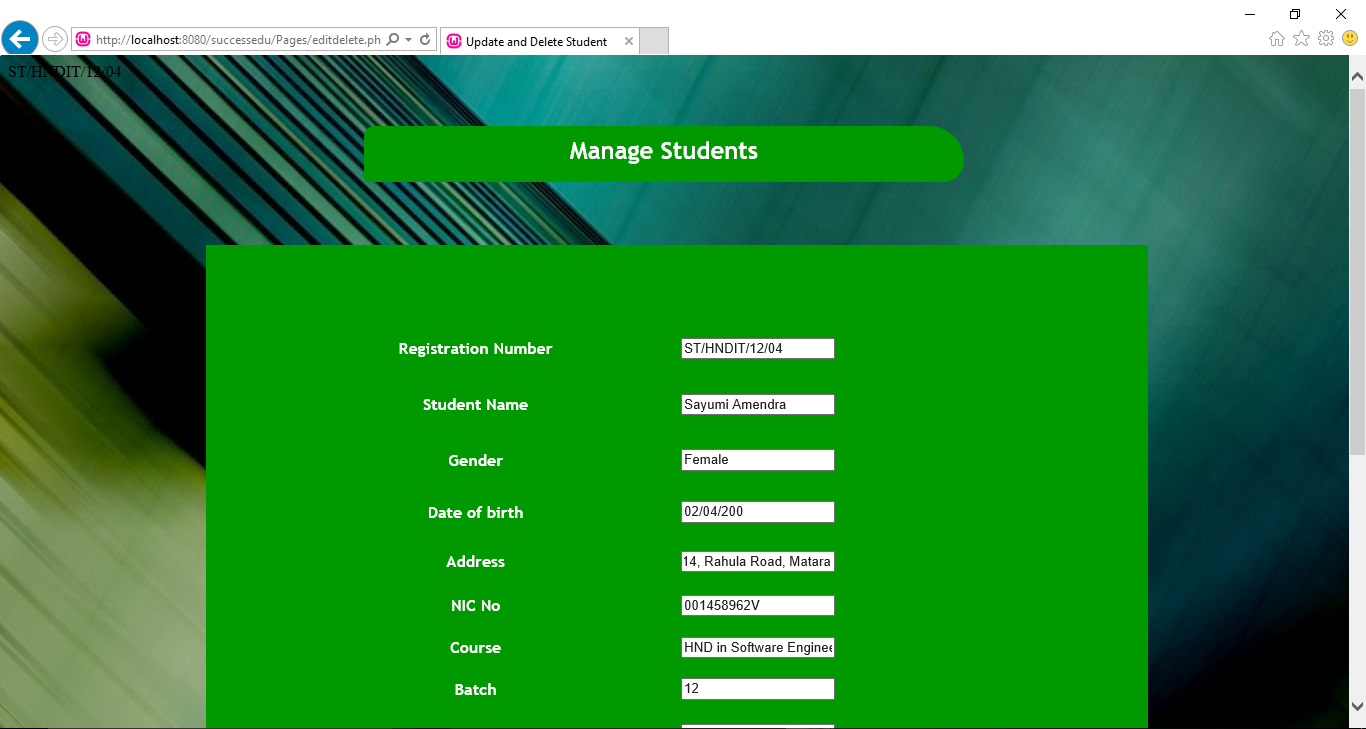 http://localhost:8080/successedu/Pages/editdelete.ph
Update and Delete Student
ST/HNDIT/12/04
Manage Students
Registration Number ST/HNDIT/12/04
Student Name Sayumi Amendra
Gender Female
Date of birth 02/04/200
Address 14, Rahula Road, Matara
NIC No 001458962V
Course HND in Software Enginee
Batch 12